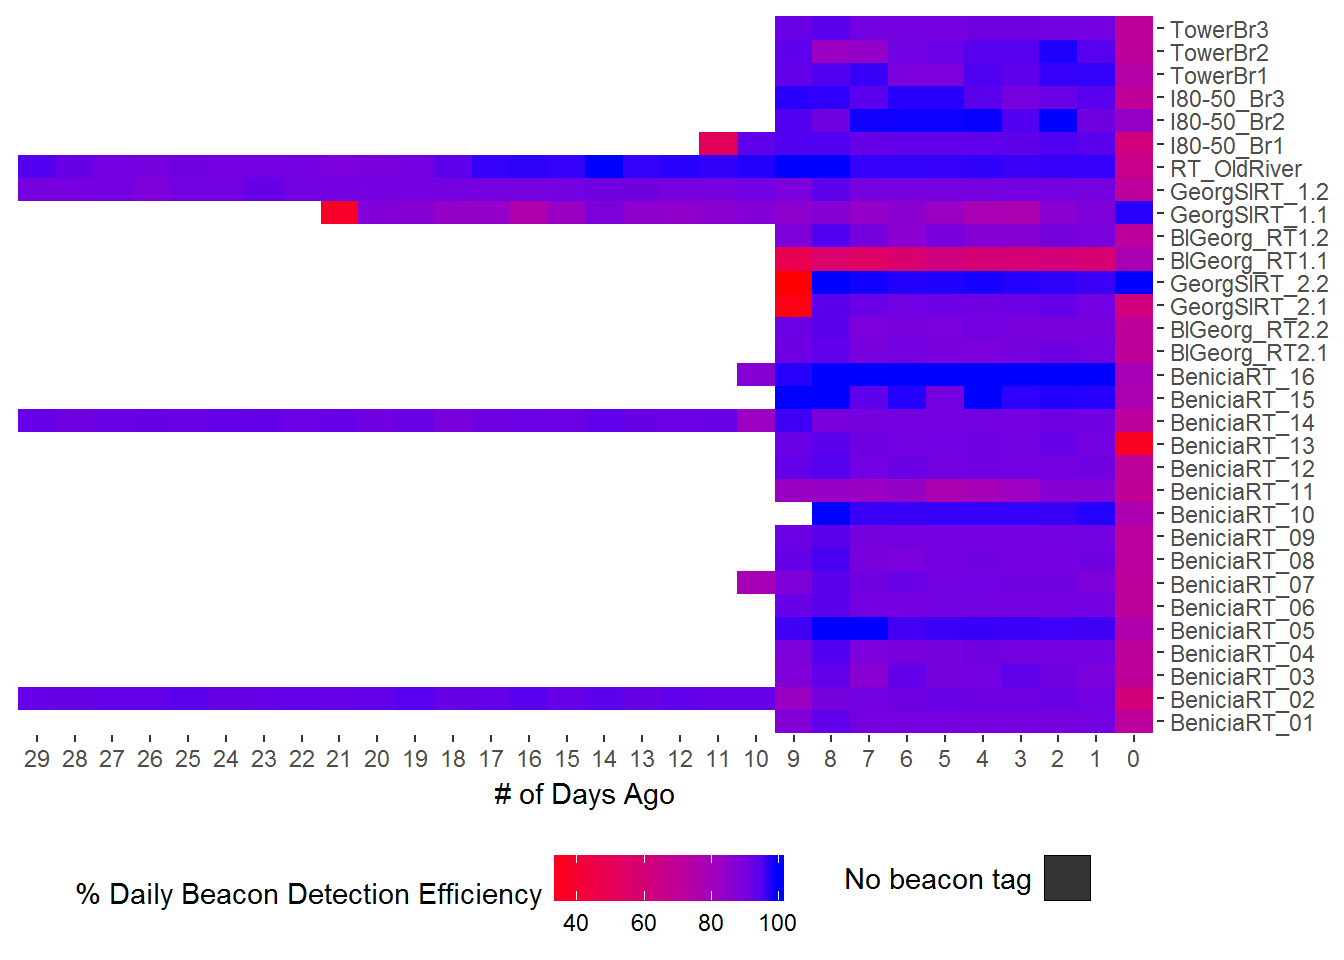 TowerBr3
TowerBr2
TowerBr1
I80-50_Br3
I80-50_Br2
I80-50_Br1
RT_OldRiver
GeorgSlRT_1.2
GeorgSlRT_1.1
BlGeorg_RT1.2
BlGeorg_RT1.1
GeorgSlRT_2.2
GeorgSlRT_2.1
BlGeorg_RT2.2
BlGeorg_RT2.1
BeniciaRT_16
BeniciaRT_15
BeniciaRT_14
BeniciaRT_13
BeniciaRT_12
BeniciaRT_11
BeniciaRT_10
BeniciaRT_09
BeniciaRT_08
BeniciaRT_07
BeniciaRT_06
BeniciaRT_05
BeniciaRT_04
BeniciaRT_03
BeniciaRT_02
BeniciaRT_01
29 28 27 26 25 24 23 22 21 20 19 18 17 16 15 14 13 12 11 10 9 8 7 6 5 4 3 2 1 0
# of Days Ago
% Daily Beacon Detection Efficiency
40 60 80 100
No beacon tag